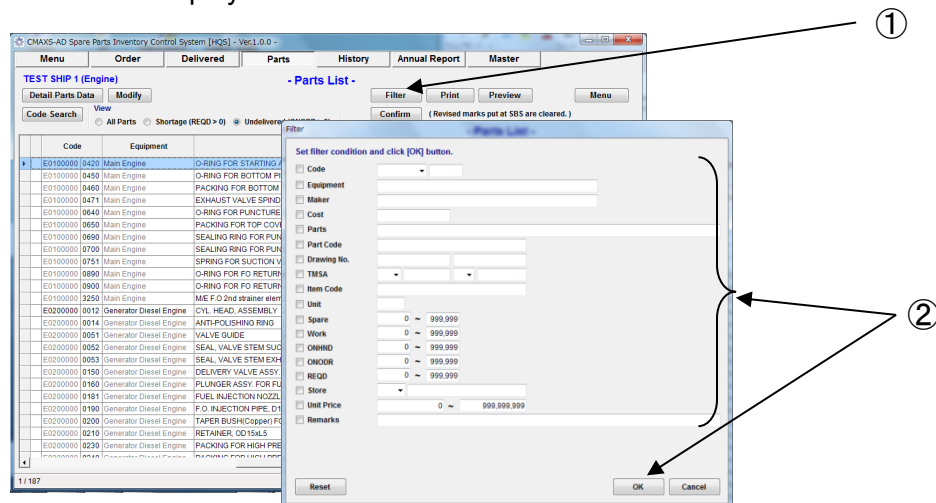 ①
CMAXS-AD Spare Parts Inventory Control System [HQS] - Ver.1.0.0 -
Menu Order Delivered Parts History Annual Report Master
TEST SHIP 1 (Engine) - Parts List -
Detail Parts Data Modify Filter Print Preview Menu
Code Search View All Parts Shortage (REQD > 0) Confirm ( Revised marks put at SBS are cleared. )
Code Equipment
E0100000 0420 Main Engine O-RING FOR STARTING
E0100000 0450 Main Engine O-RING FOR BOTTOM
E0100000 0460 Main Engine PACKING FOR BOTTOM
E0100000 0471 Main Engine EXHAUST VALVE SPIND
E0100000 0640 Main Engine O-RING FOR PUNCTURE
E0100000 0650 Main Engine PACKING FOR TOP COV
E0100000 0690 Main Engine SEALING RING FOR PUN
E0100000 0700 Main Engine SEALING RING FOR PUN
E0100000 0751 Main Engine SPRING FOR SUCTION V
E0100000 0890 Main Engine O-RING FOR FO RETURN
E0100000 0900 Main Engine O-RING FOR FO RETURN
E0100000 3250 Main Engine M/E F.O 2nd strainer elem
E0200000 0012 Generator Diesel Engine CYL. HEAD, ASSEMBLY
E0200000 0014 Generator Diesel Engine ANTI-POLISHING RING
E0200000 0051 Generator Diesel Engine VALVE GUIDE
E0200000 0052 Generator Diesel Engine SEAL, VALVE STEM SUC
E0200000 0053 Generator Diesel Engine SEAL, VALVE STEM EXH
E0200000 0150 Generator Diesel Engine DELIVERY VALVE ASSY.
E0200000 0160 Generator Diesel Engine PLUNGER ASSY. FOR FU
E0200000 0181 Generator Diesel Engine FUEL INJECTION NOZZL
E0200000 0190 Generator Diesel Engine F.O. INJECTION PIPE, D1
E0200000 0200 Generator Diesel Engine TAPER BUSH(Copper) FO
E0200000 0210 Generator Diesel Engine RETAINER, OD15xL5
E0200000 0230 Generator Diesel Engine PACKING FOR HIGH PRE
1 / 187
Filter - Parts List -
Set filter condition and click [OK] button.
Code
Equipment
Maker
Cost
Parts
Part Code
Drawing No.
TMSA
Item Code
Unit
Spare 0 ~ 999,999
Work 0 ~ 999,999
ONHND 0 ~ 999,999
ONODR 0 ~ 999,999
REQD 0 ~ 999,999
Store
Unit Price 0 ~ 999,999,999
Remarks
Reset OK Cancel
②